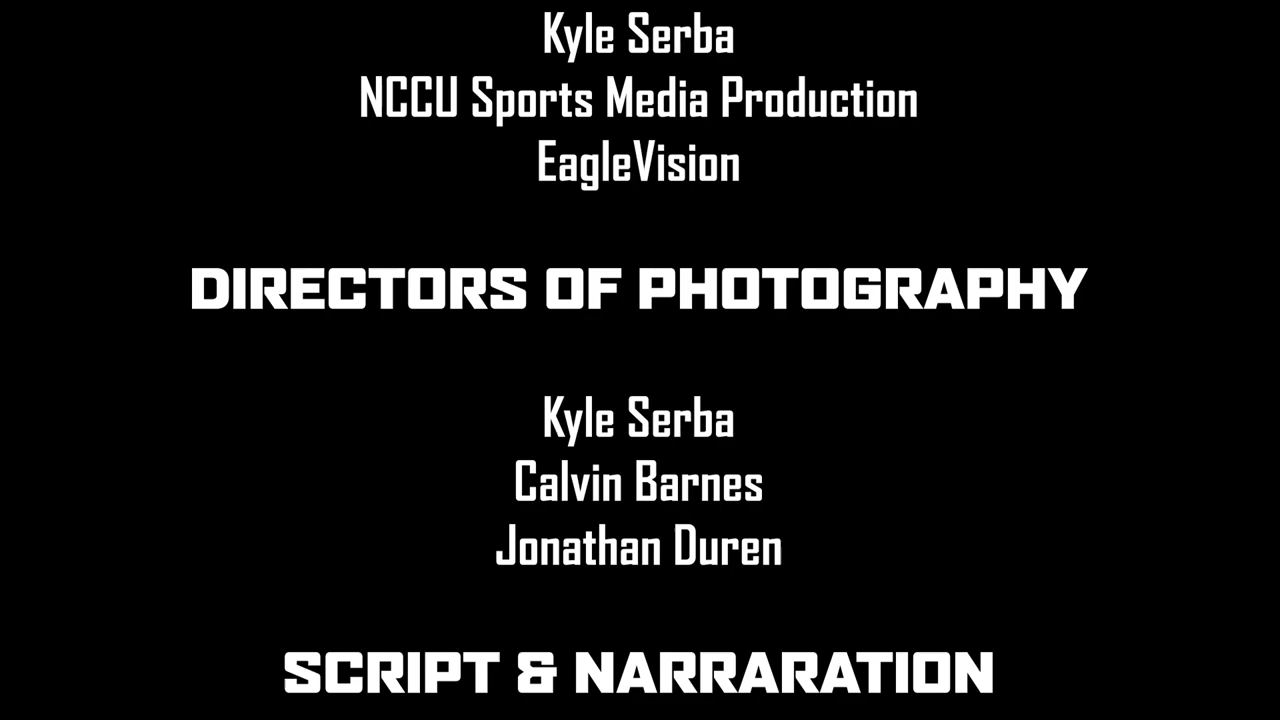 Kyle Serba
NCCU Sports Media Production
EagleVision
DIRECTORS OF PHOTOGRAPHY
Kyle Serba
Calvin Barnes
Jonathan Duren
SCRIPT & NARRARATION